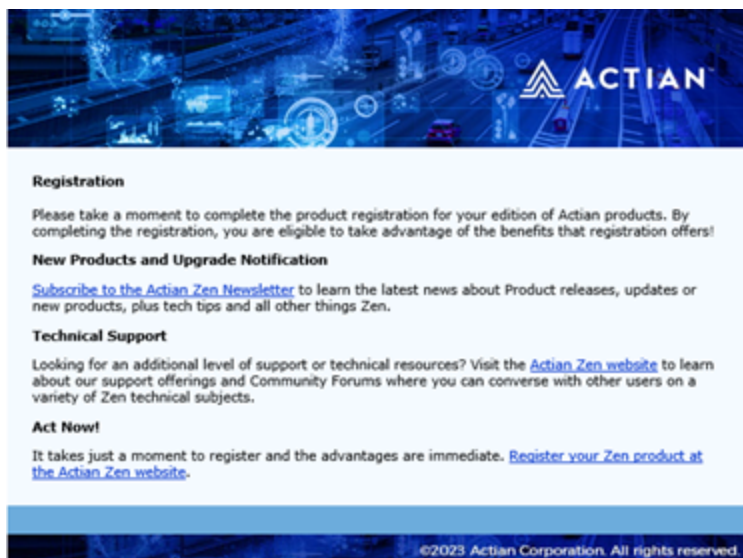 ACTIAN
Registration
Please take a moment to complete the product registration for your edition of Actian products. By
completing the registration, you are eligible to take advantage of the benefits that registration offers!
New Products and Upgrade Notification
Subscribe to the Actian Zen Newsletter to learn the latest news about Product releases, updates or
new products, plus tech tips and all other things Zen.
Technical Support
Looking for an additional level of support or technical resources? Visit the Actian Zen website to learn
about our support offerings and Community Forums where you can converse with other users on a
variety of Zen technical subjects.
Act Now!
It takes just a moment to register and the advantages are immediate. Register your Zen product at
the Actian Zen website.
©2023 Actian Corporation. All rights reserved.